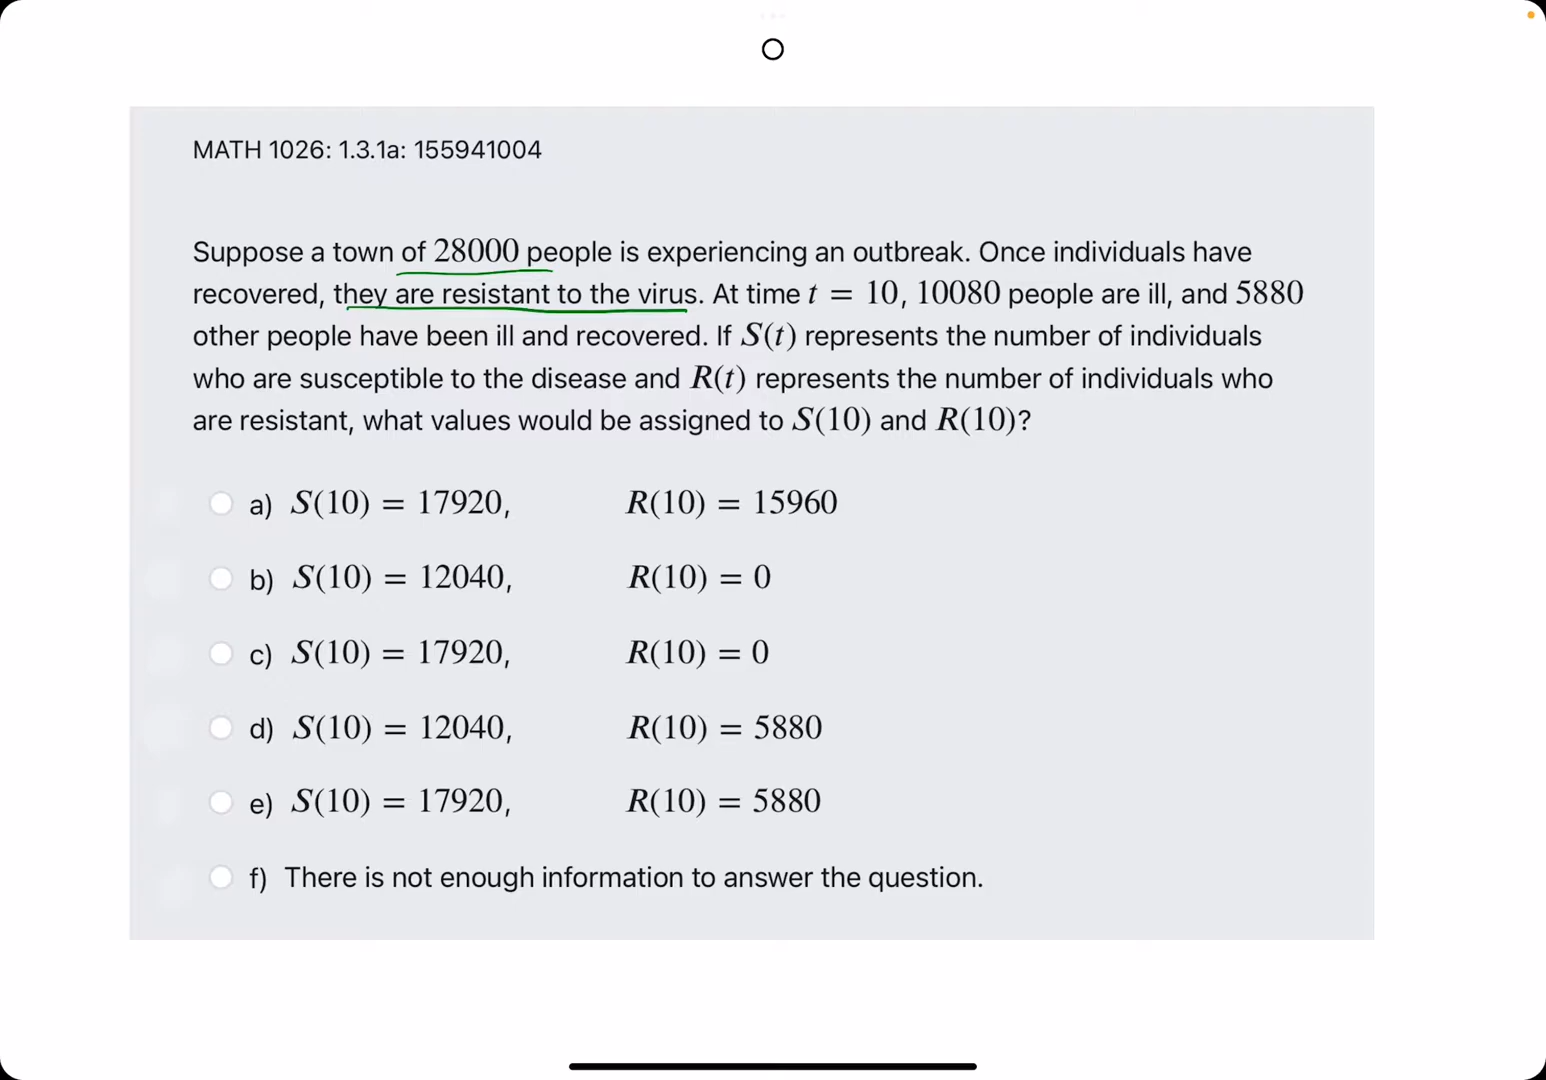 MATH 1026: 1.3.1a: 155941004
Suppose a town of 28000 people is experiencing an outbreak. Once individuals have
recovered, they are resistant to the virus. At time t = 10, 10080 people are ill, and 5880
other people have been ill and recovered. If S(t) represents the number of individuals
who are susceptible to the disease and R(t) represents the number of individuals who
are resistant, what values would be assigned to S(10) and R(10)?
a) S(10) = 17920, R(10) = 15960
b) S(10) = 12040, R(10) = 0
c) S(10) = 17920, R(10) = 0
d) S(10) = 12040, R(10) = 5880
e) S(10) = 17920, R(10) = 5880
f) There is not enough information to answer the question.